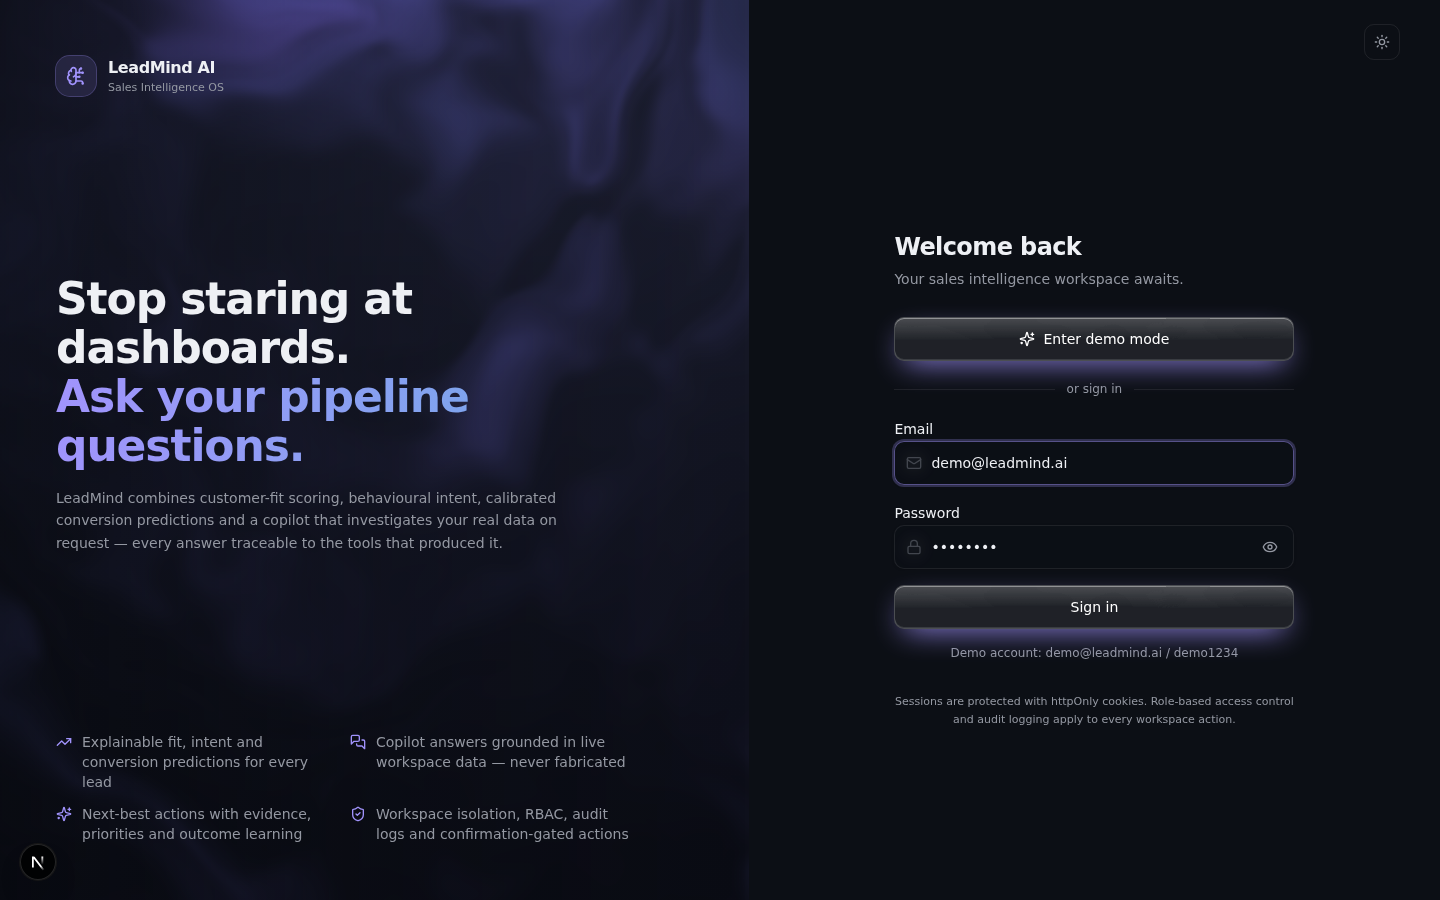 LeadMind AI
Sales Intelligence OS
Stop staring at
dashboards.
Ask your pipeline
questions.
LeadMind combines customer-fit scoring, behavioural intent, calibrated
conversion predictions and a copilot that investigates your real data on
request — every answer traceable to the tools that produced it.
Explainable fit, intent and
conversion predictions for every
lead
Copilot answers grounded in live
workspace data — never fabricated
Next-best actions with evidence,
priorities and outcome learning
Workspace isolation, RBAC, audit
logs and confirmation-gated actions
N
Welcome back
Your sales intelligence workspace awaits.
Enter demo mode
or sign in
Email
demo@leadmind.ai
Password
••••••••
Sign in
Demo account: demo@leadmind.ai / demo1234
Sessions are protected with httpOnly cookies. Role-based access control
and audit logging apply to every workspace action.